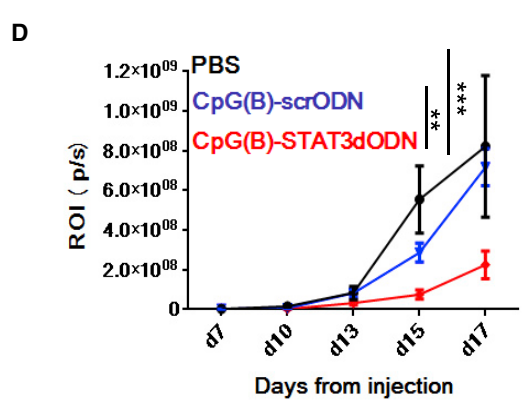 D
1.2×10⁰⁹
PBS
1.0×10⁰⁹
CpG(B)-scrODN
8.0×10⁰⁸
CpG(B)-STAT3dODN
**
***
6.0×10⁰⁸
4.0×10⁰⁸
2.0×10⁰⁸
0
ROI ( p/s)
d7
d10
d13
d15
d17
Days from injection